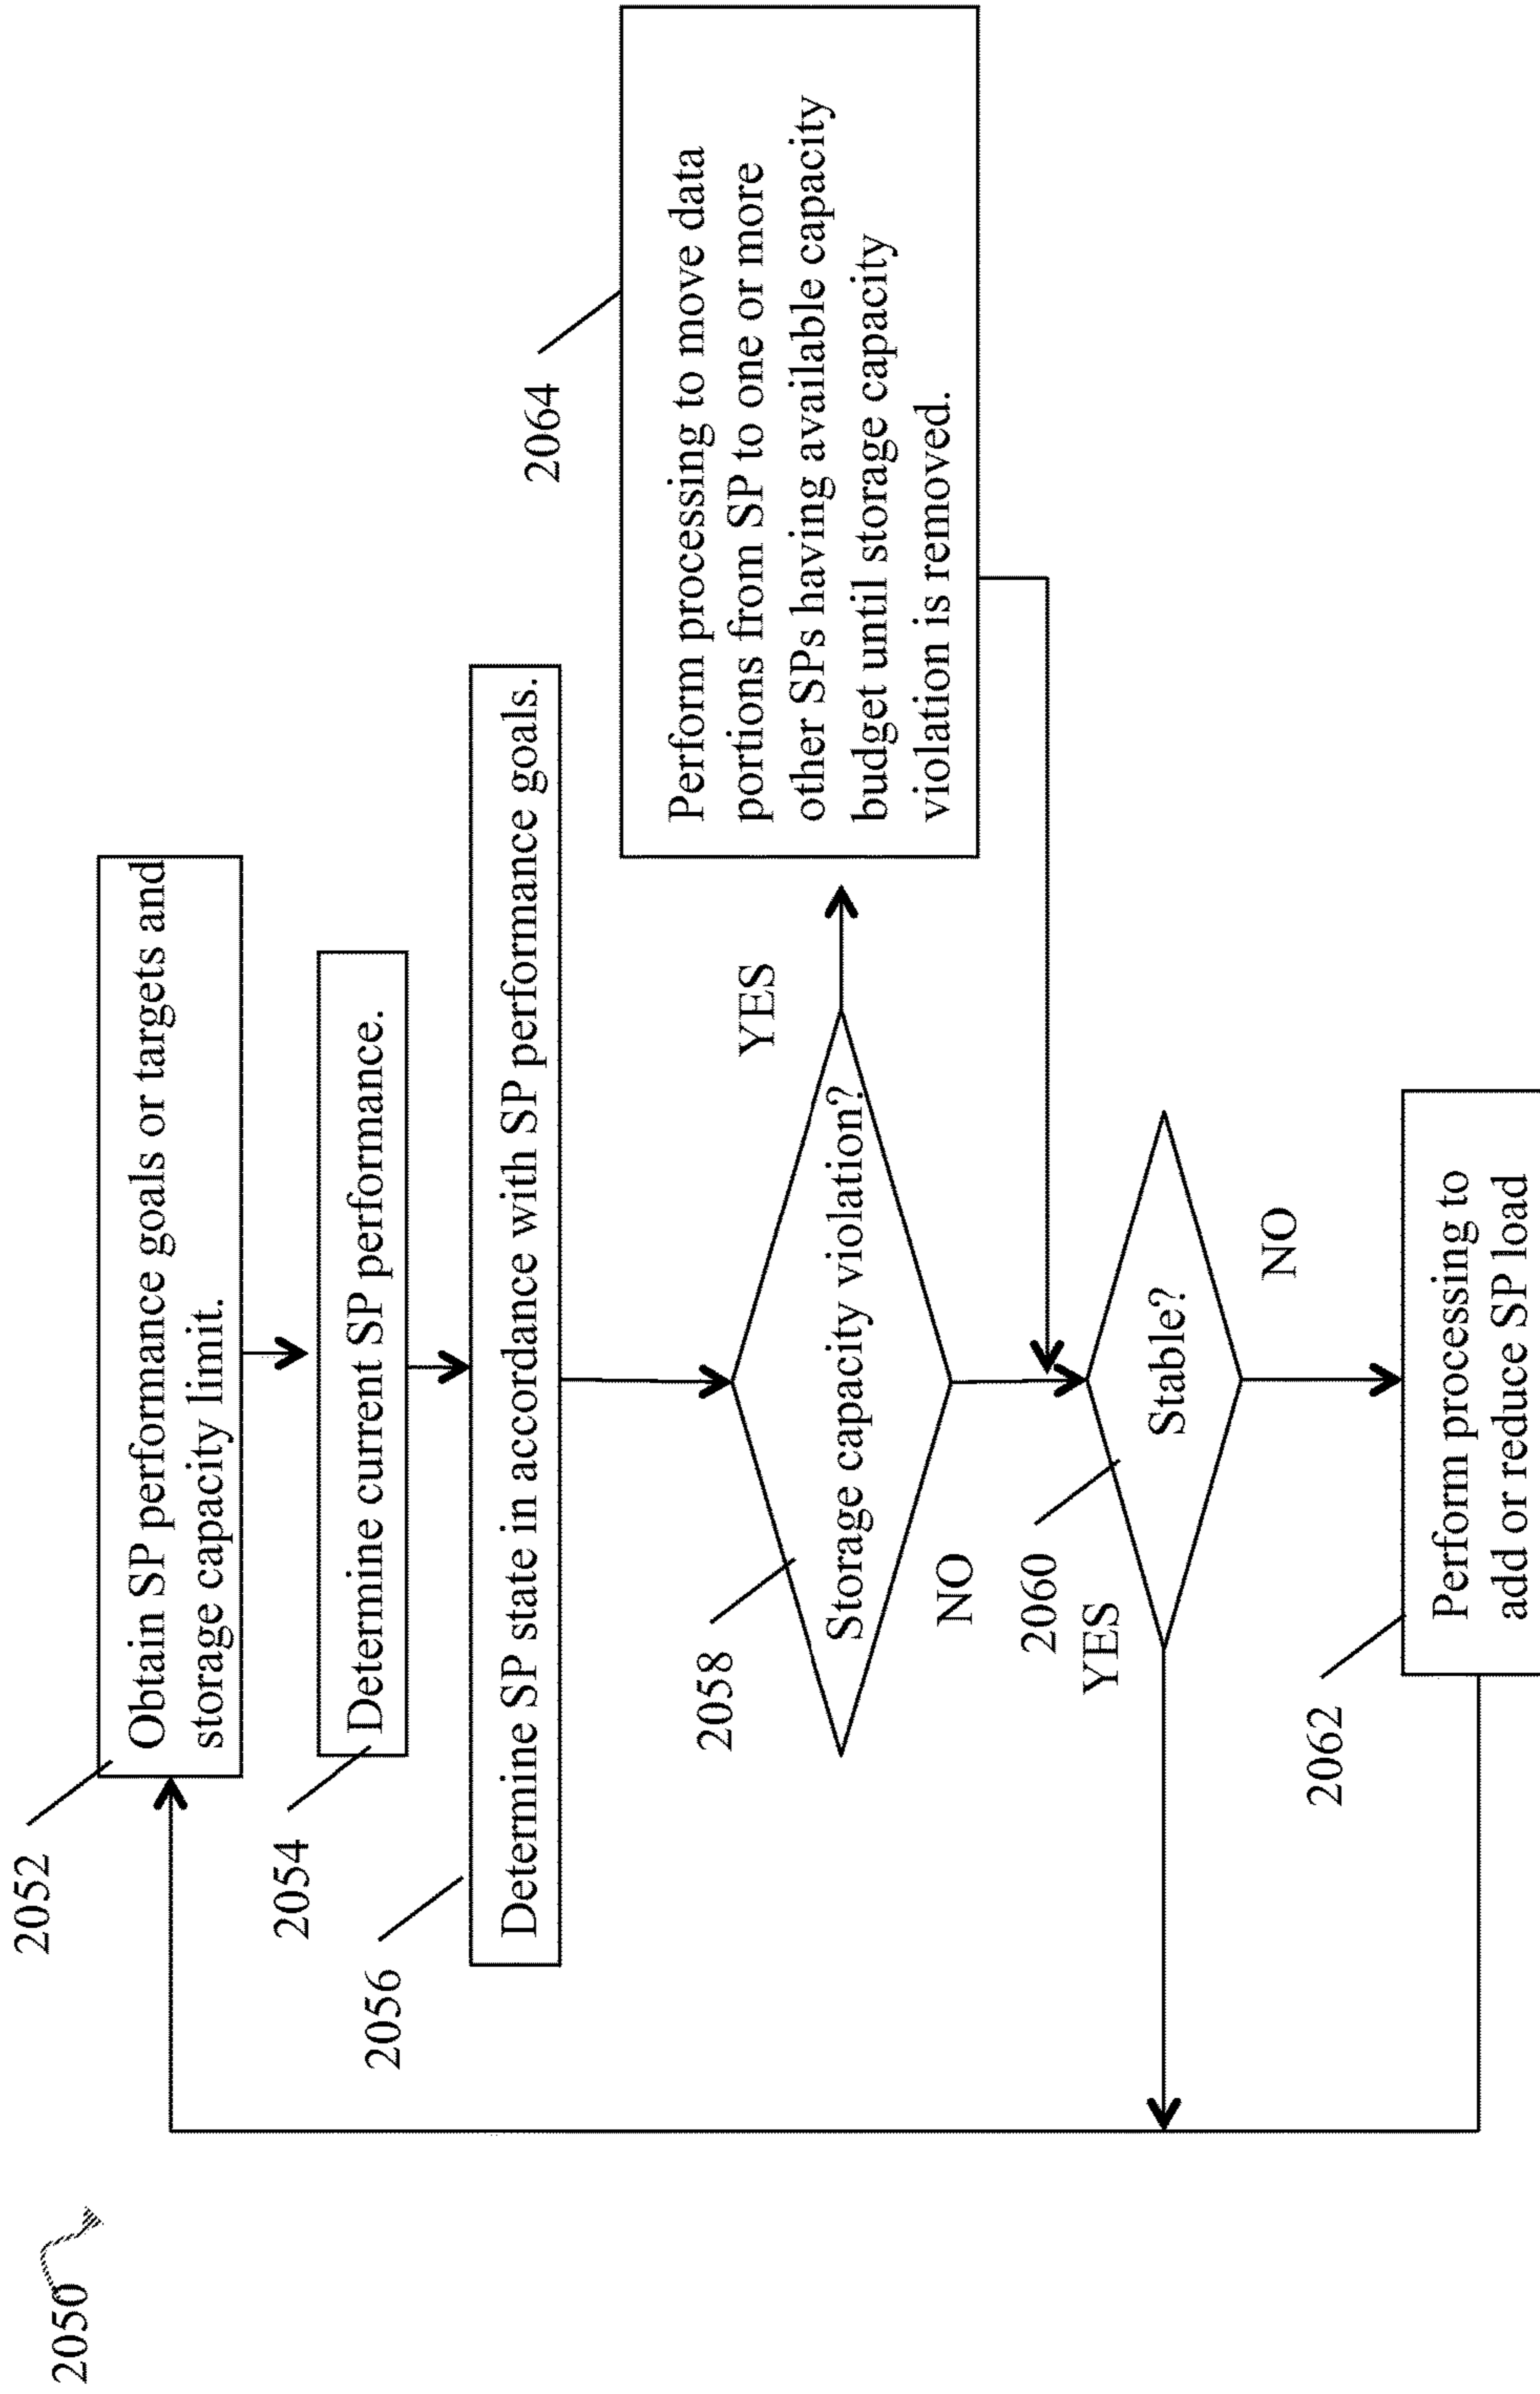 2050
2052
Obtain SP performance goals or targets and
storage capacity limit.
2054
Determine current SP performance.
2056
Determine SP state in accordance with SP performance goals.
2058
Storage capacity violation?
YES
2064
Perform processing to move data
portions from SP to one or more
other SPs having available capacity
budget until storage capacity
violation is removed.
NO
2060
YES
Stable?
NO
2062
Perform processing to
add or reduce SP load